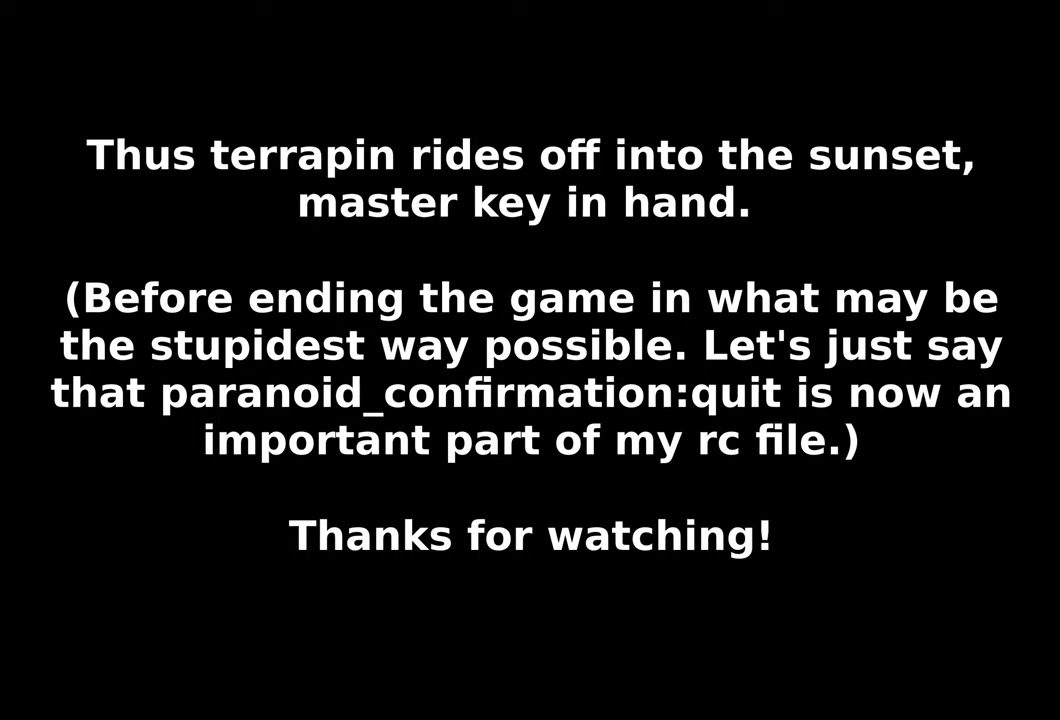 Thus terrapin rides off into the sunset,
master key in hand.
(Before ending the game in what may be
the stupidest way possible. Let's just say
that paranoid_confirmation:quit is now an
important part of my rc file.)
Thanks for watching!